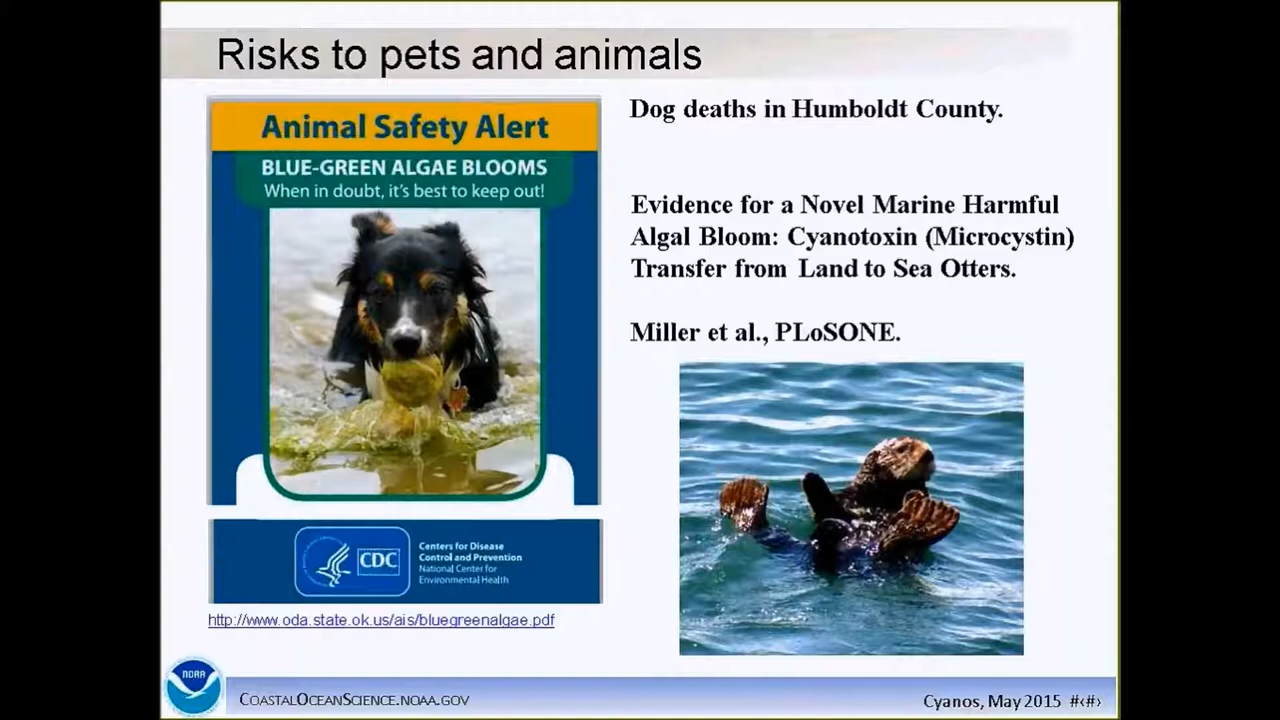 Risks to pets and animals
Animal Safety Alert
BLUE-GREEN ALGAE BLOOMS
When in doubt, it's best to keep out!
CDC
Centers for Disease
Control and Prevention
National Center for
Environmental Health
http://www.oda.state.ok.us/ais/bluegreenalgae.pdf
Dog deaths in Humboldt County.
Evidence for a Novel Marine Harmful
Algal Bloom: Cyanotoxin (Microcystin)
Transfer from Land to Sea Otters.
Miller et al., PLoSONE.
NOAA
COASTALOCEANSCIENCE.NOAA.GOV
Cyanos, May 2015 #‹#›